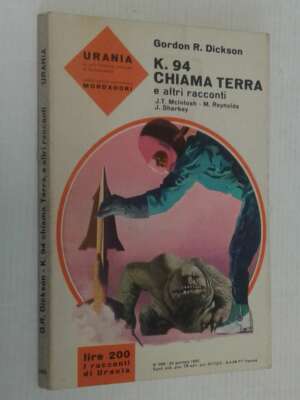 URANIA
MONDADORI
Gordon R. Dickson
K. 94
CHIAMA TERRA
e altri racconti
J.T. McIntosh - M. Reynolds
J. Sharkey
lire 200
I racconti
di Urania
URANIA
G.R. Dickson - K. 94 chiama Terra, e altri racconti